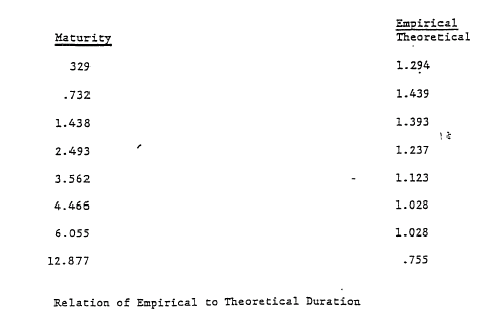 Empirical
Maturity Theoretical
329 1.294
.732 1.439
1.438 1.393
2.493 1.237
3.562 1.123
4.466 1.028
6.055 1.028
12.877 .755
Relation of Empirical to Theoretical Duration